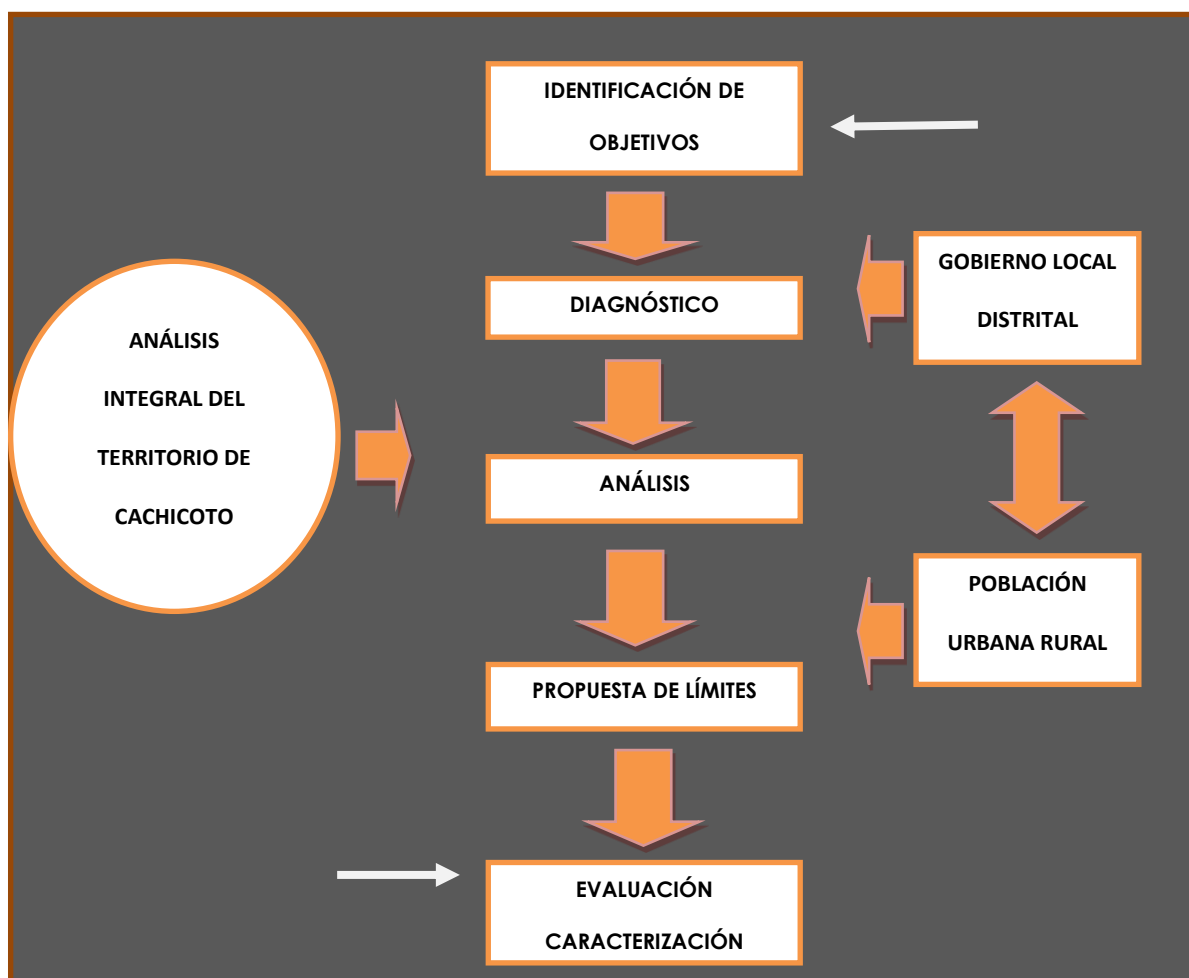 IDENTIFICACIÓN DE
OBJETIVOS
GOBIERNO LOCAL
DISTRITAL
DIAGNÓSTICO
ANÁLISIS
INTEGRAL DEL
TERRITORIO DE
CACHICOTO
ANÁLISIS
POBLACIÓN
URBANA RURAL
PROPUESTA DE LÍMITES
EVALUACIÓN
CARACTERIZACIÓN